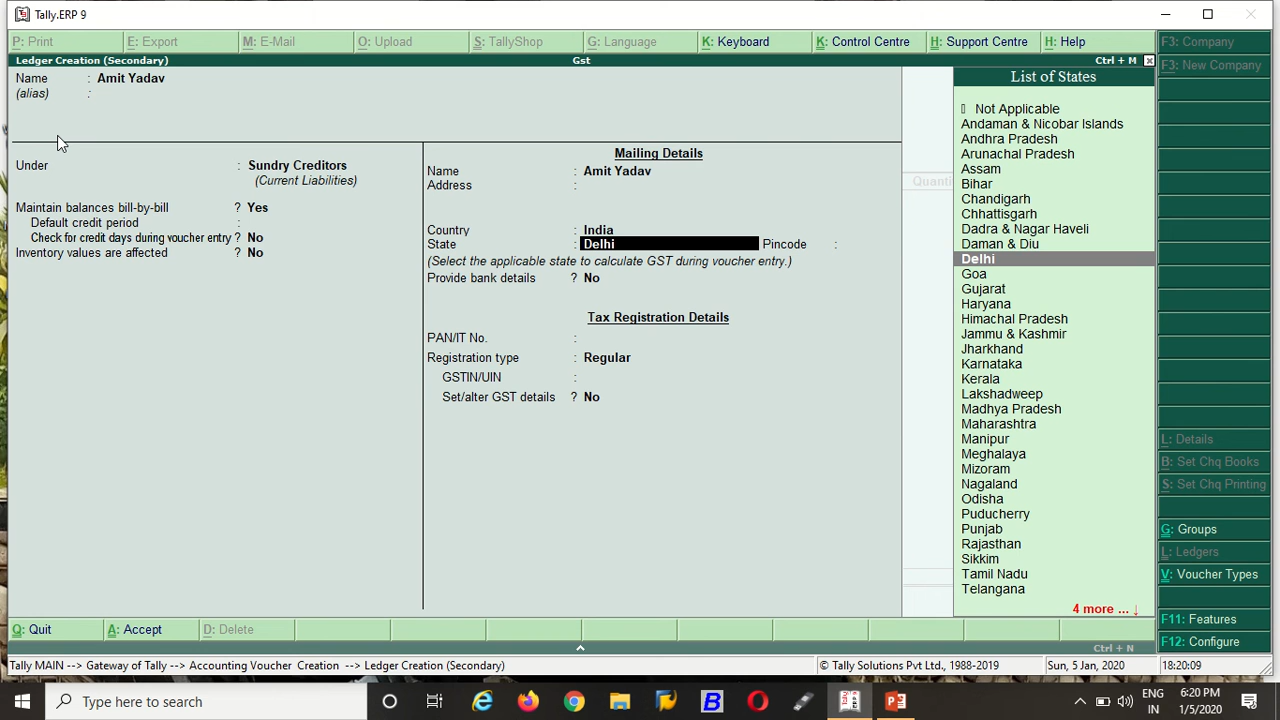 Tally.ERP 9
P: Print E: Export M: E-Mail O: Upload S: TallyShop G: Language K: Keyboard K: Control Centre H: Support Centre H: Help
F3: Company
Ledger Creation (Secondary) Gst Ctrl + M
F3: New Company
Name : Amit Yadav
(alias) :
List of States
Not Applicable
Andaman & Nicobar Islands
Andhra Pradesh
Arunachal Pradesh
Assam
Bihar
Chandigarh
Chhattisgarh
Dadra & Nagar Haveli
Daman & Diu
Delhi
Goa
Gujarat
Haryana
Himachal Pradesh
Jammu & Kashmir
Jharkhand
Karnataka
Kerala
Lakshadweep
Madhya Pradesh
Maharashtra
Manipur
Meghalaya
Mizoram
Nagaland
Odisha
Puducherry
Punjab
Rajasthan
Sikkim
Tamil Nadu
Telangana
4 more ... ↓
Under : Sundry Creditors
(Current Liabilities)
Maintain balances bill-by-bill ? Yes
Default credit period :
Check for credit days during voucher entry ? No
Inventory values are affected ? No
Mailing Details
Name : Amit Yadav
Address :
Country : India
State : Delhi Pincode :
(Select the applicable state to calculate GST during voucher entry.)
Provide bank details ? No
Tax Registration Details
PAN/IT No. :
Registration type : Regular
GSTIN/UIN :
Set/alter GST details ? No
Quanti
L: Details
B: Set Chq Books
S: Set Chq Printing
G: Groups
L: Ledgers
V: Voucher Types
F11: Features
F12: Configure
Q: Quit A: Accept D: Delete
Ctrl + N
Tally MAIN --> Gateway of Tally --> Accounting Voucher Creation --> Ledger Creation (Secondary) © Tally Solutions Pvt Ltd., 1988-2019 Sun, 5 Jan, 2020 18:20:09
Type here to search
ENG
IN
6:20 PM
1/5/2020